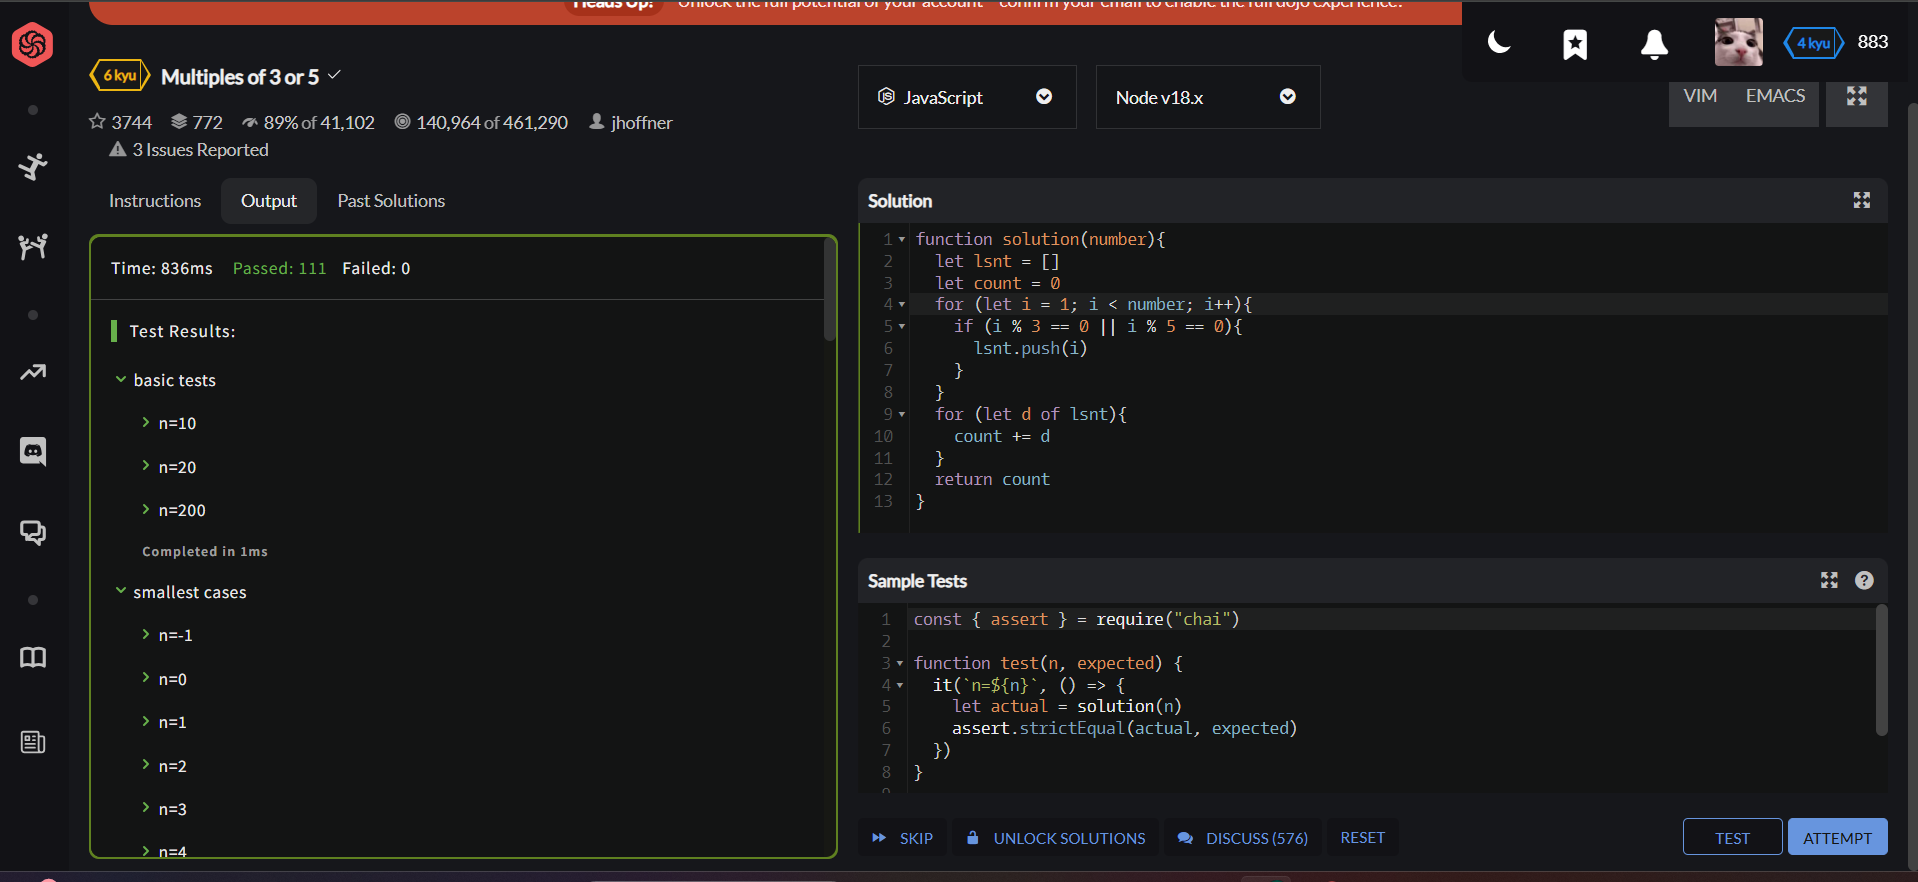 Heads Up! Unlock the full potential of your account - confirm your email to enable the full dojo experience.
4 kyu 883
6 kyu Multiples of 3 or 5
3744 772 89% of 41,102 140,964 of 461,290 jhoffner
3 Issues Reported
JavaScript Node v18.x VIM EMACS
Instructions Output Past Solutions
Time: 836ms Passed: 111 Failed: 0
Test Results:
basic tests
n=10
n=20
n=200
Completed in 1ms
smallest cases
n=-1
n=0
n=1
n=2
n=3
n=4
Solution
1 function solution(number){
2 let lsnt = []
3 let count = 0
4 for (let i = 1; i < number; i++){
5 if (i % 3 == 0 || i % 5 == 0){
6 lsnt.push(i)
7 }
8 }
9 for (let d of lsnt){
10 count += d
11 }
12 return count
13 }
Sample Tests
1 const { assert } = require("chai")
2
3 function test(n, expected) {
4 it(`n=${n}`, () => {
5 let actual = solution(n)
6 assert.strictEqual(actual, expected)
7 })
8 }
9
SKIP UNLOCK SOLUTIONS DISCUSS (576) RESET TEST ATTEMPT